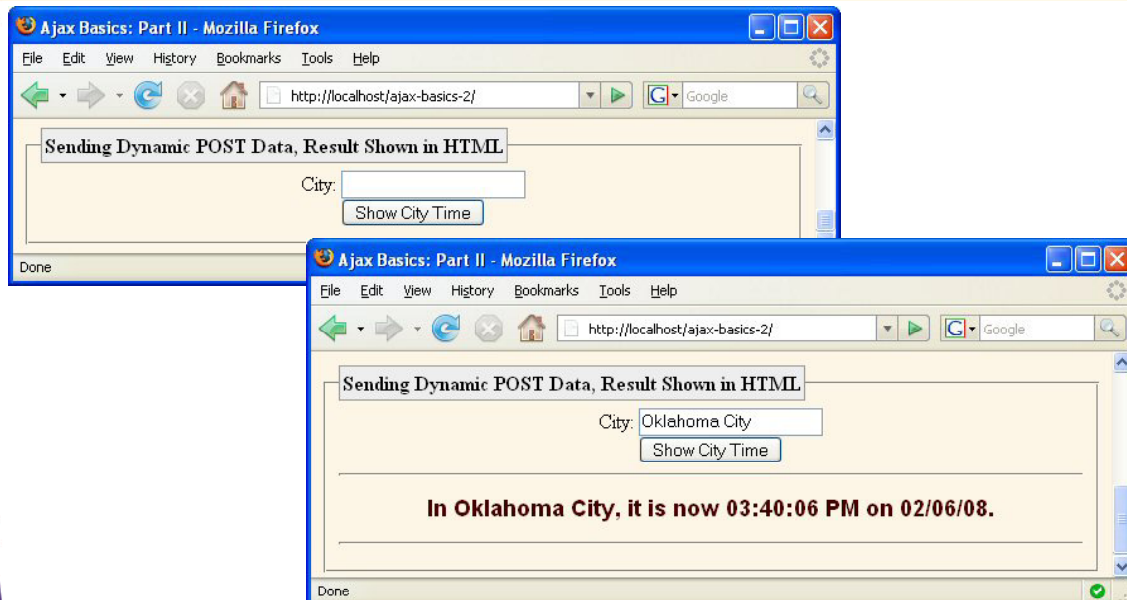 Ajax Basics: Part II - Mozilla Firefox
File Edit View History Bookmarks Tools Help
http://localhost/ajax-basics-2/ G Google
Sending Dynamic POST Data, Result Shown in HTML
City:
Show City Time
Done
Ajax Basics: Part II - Mozilla Firefox
File Edit View History Bookmarks Tools Help
http://localhost/ajax-basics-2/ G Google
Sending Dynamic POST Data, Result Shown in HTML
City: Oklahoma City
Show City Time
In Oklahoma City, it is now 03:40:06 PM on 02/06/08.
Done